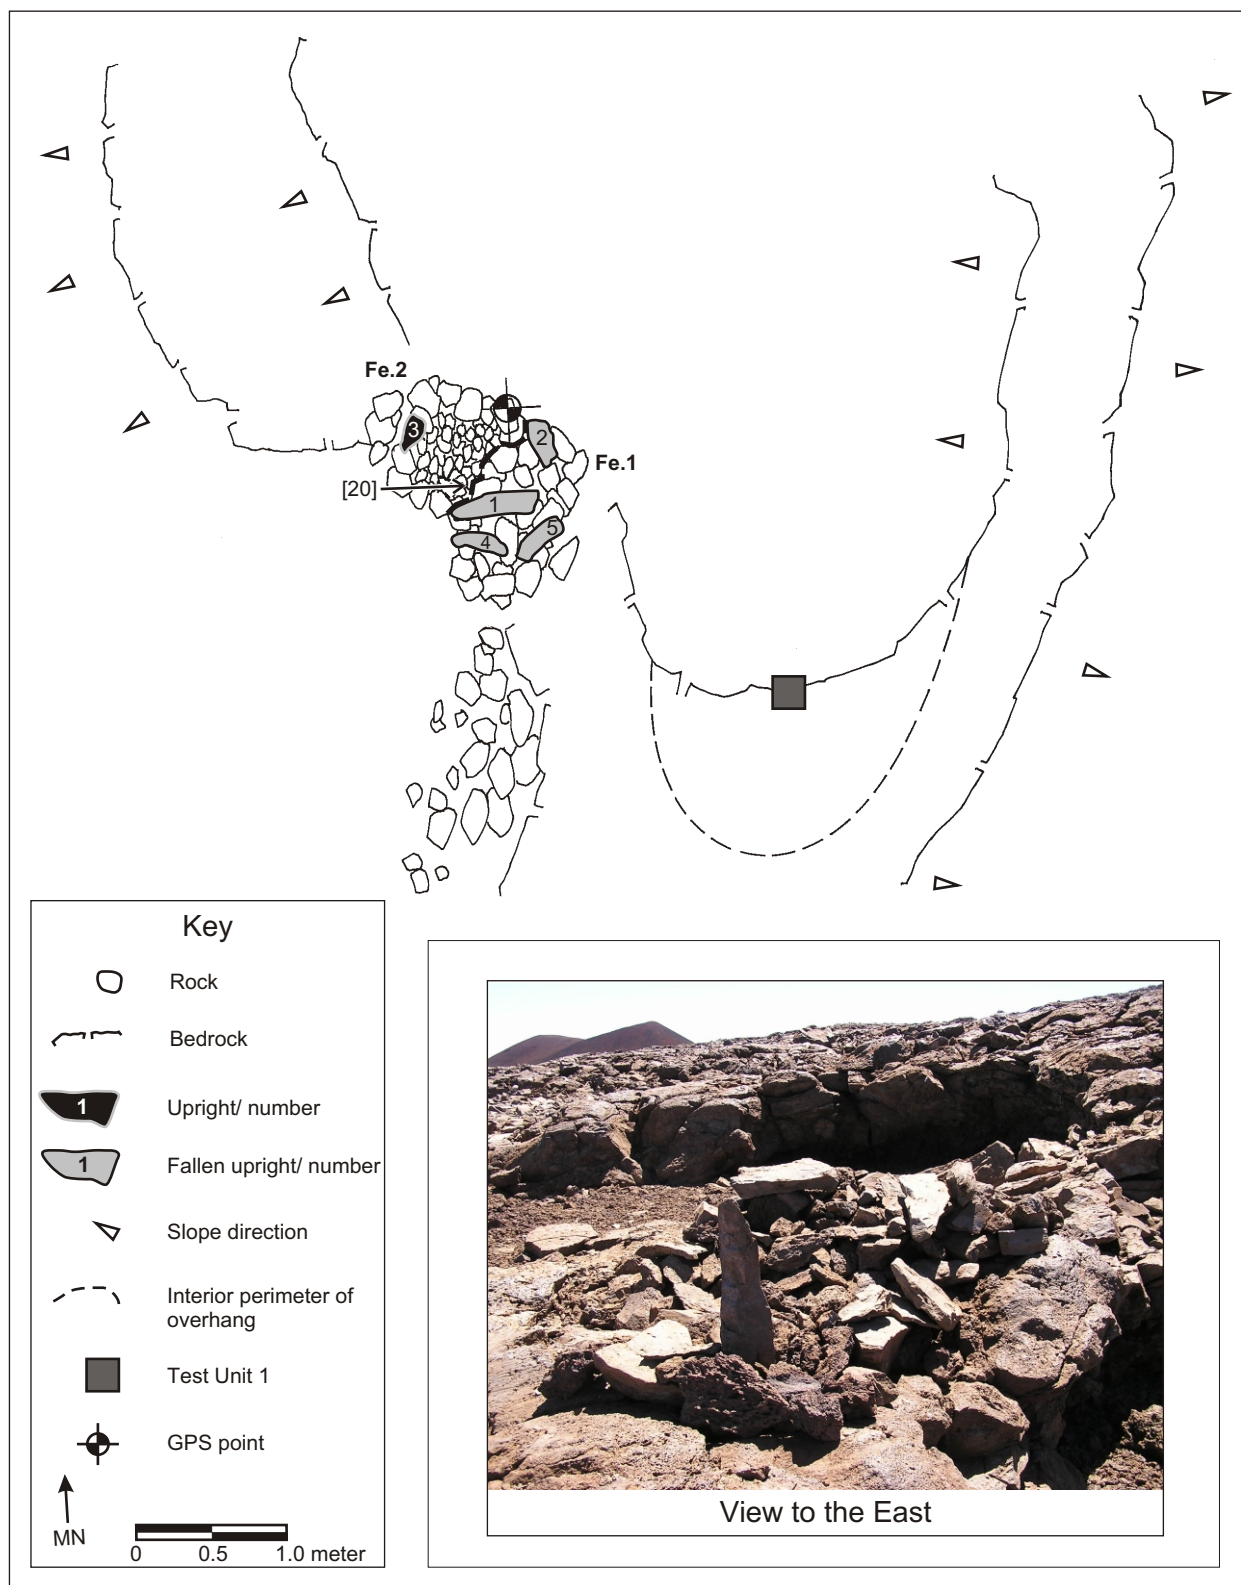 Fe.2
3
2
Fe.1
[20]
1
5
4
Key
Rock
Bedrock
1
Upright/ number
1
Fallen upright/ number
Slope direction
Interior perimeter of
overhang
Test Unit 1
GPS point
MN
0 0.5 1.0 meter
View to the East